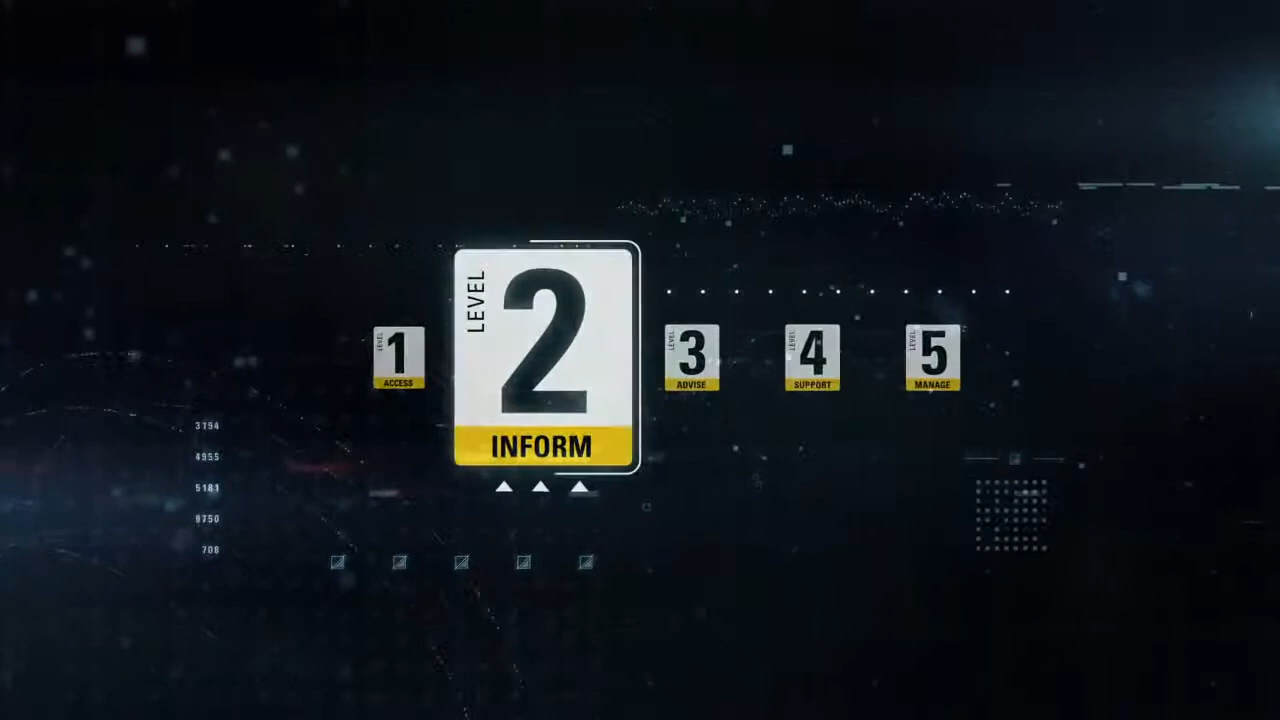 LEVEL
1
ACCESS
LEVEL
2
INFORM
LEVEL
3
ADVISE
LEVEL
4
SUPPORT
LEVEL
5
MANAGE
3194
4955
5181
9750
708